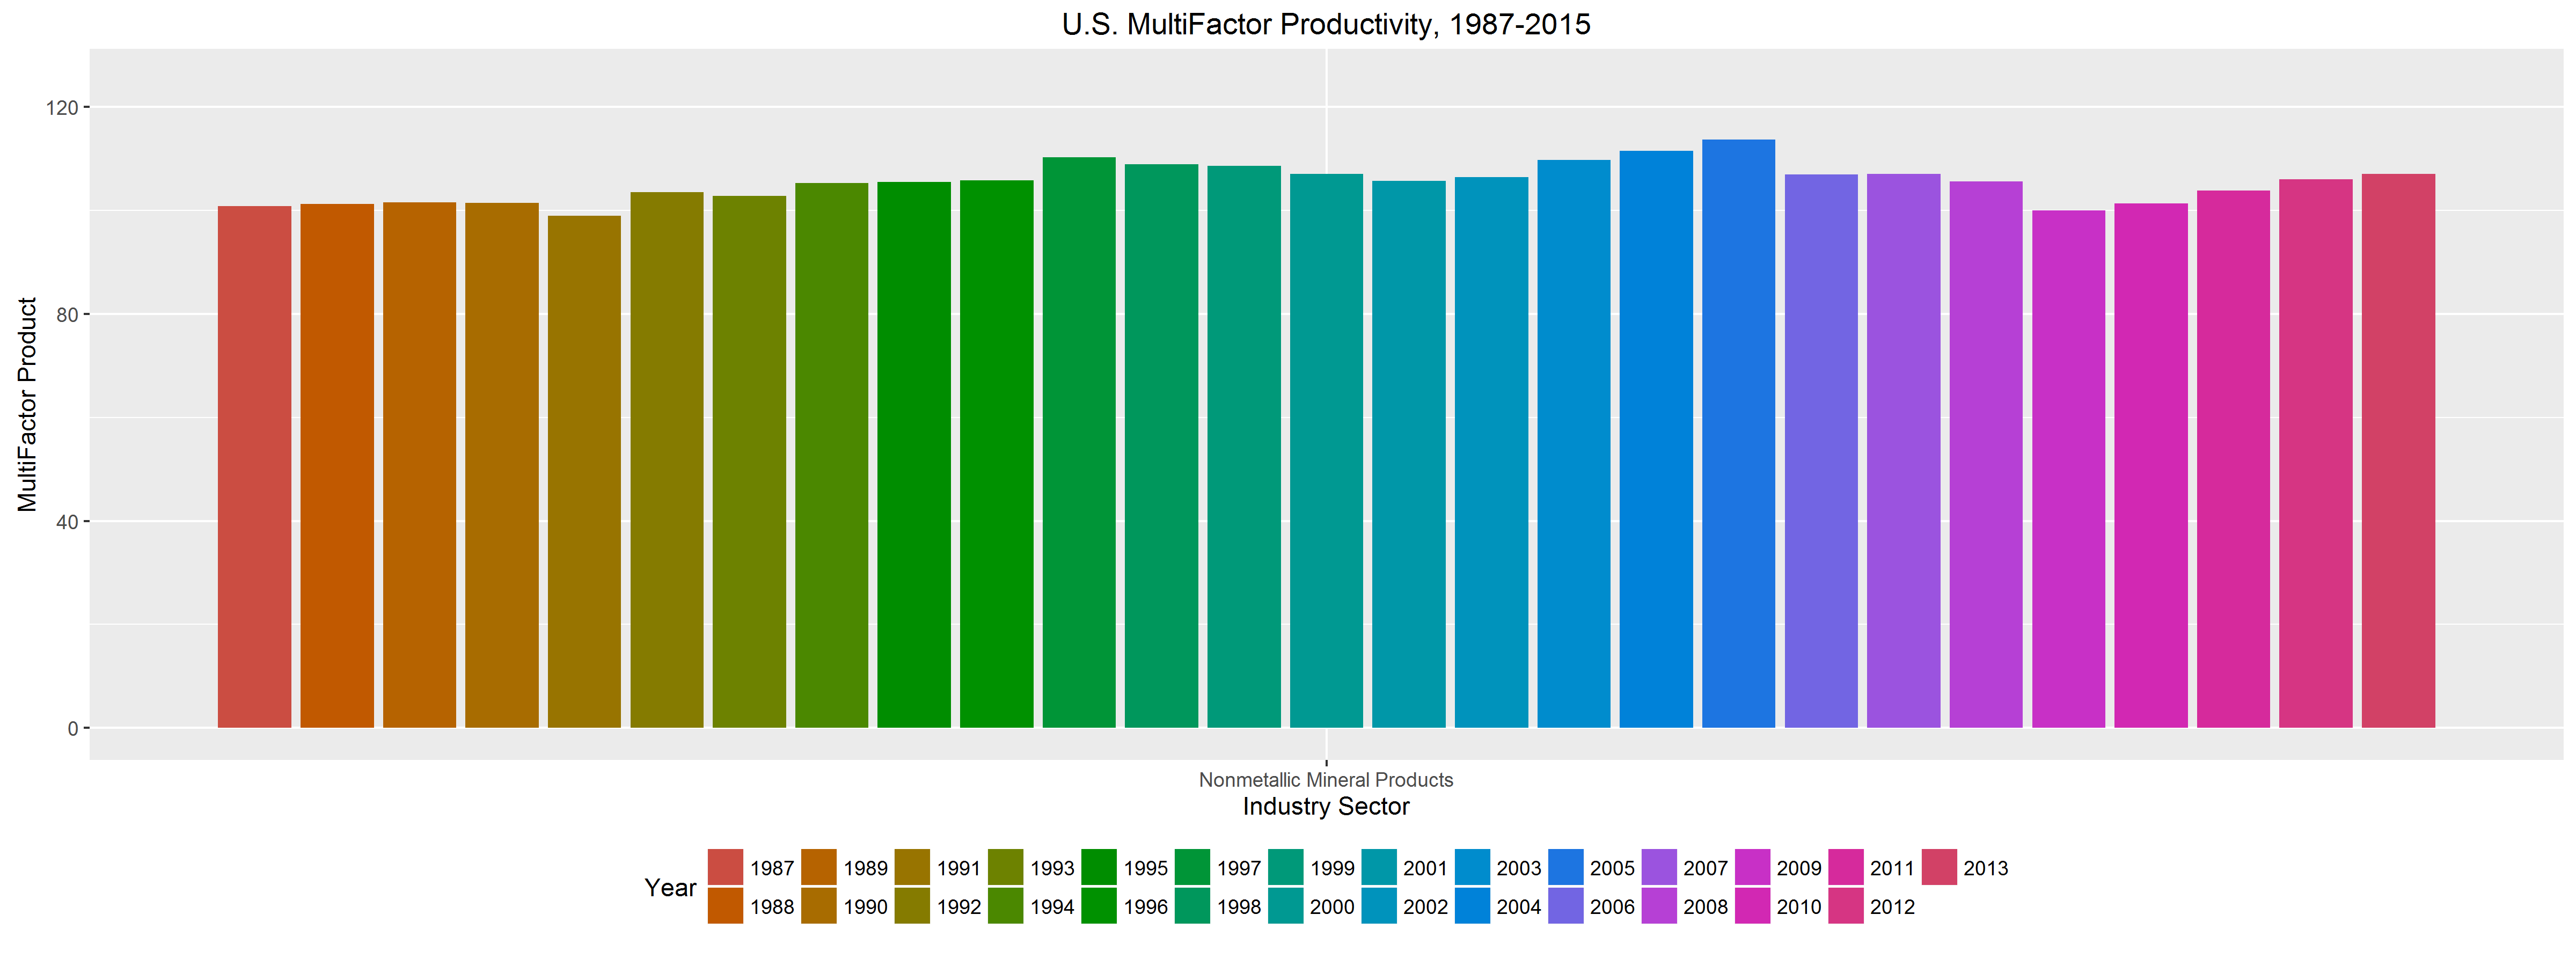 U.S. MultiFactor Productivity, 1987-2015
MultiFactor Product
120
80
40
0
Nonmetallic Mineral Products
Industry Sector
Year
1987 1989 1991 1993 1995 1997 1999 2001 2003 2005 2007 2009 2011 2013
1988 1990 1992 1994 1996 1998 2000 2002 2004 2006 2008 2010 2012